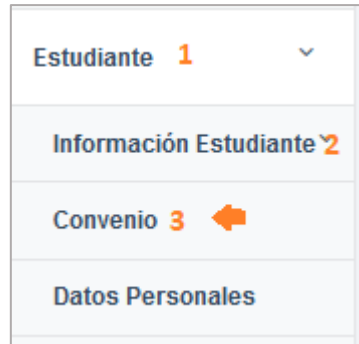 Estudiante 1
Información Estudiante 2
Convenio 3
Datos Personales